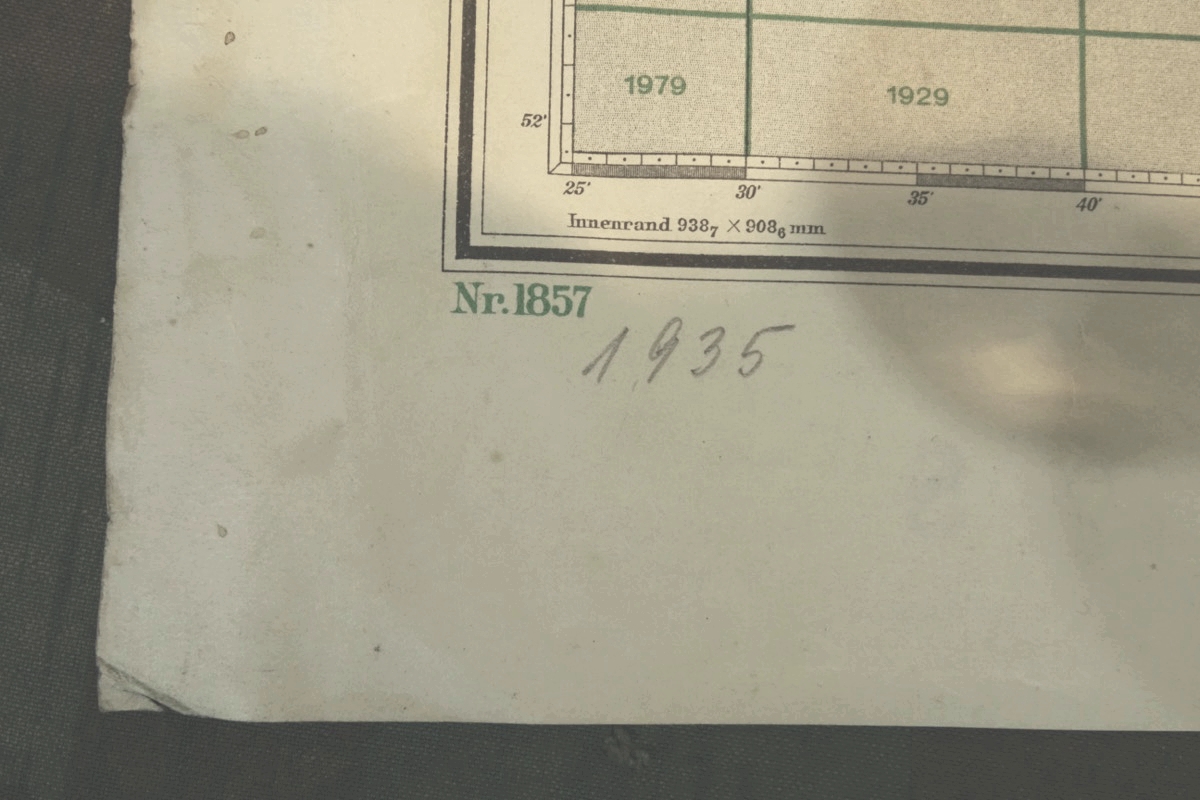 1979 1929
52'
25' 30' 35' 40'
Innenrand 938₇ × 908₆ mm
Nr. 1857
1935